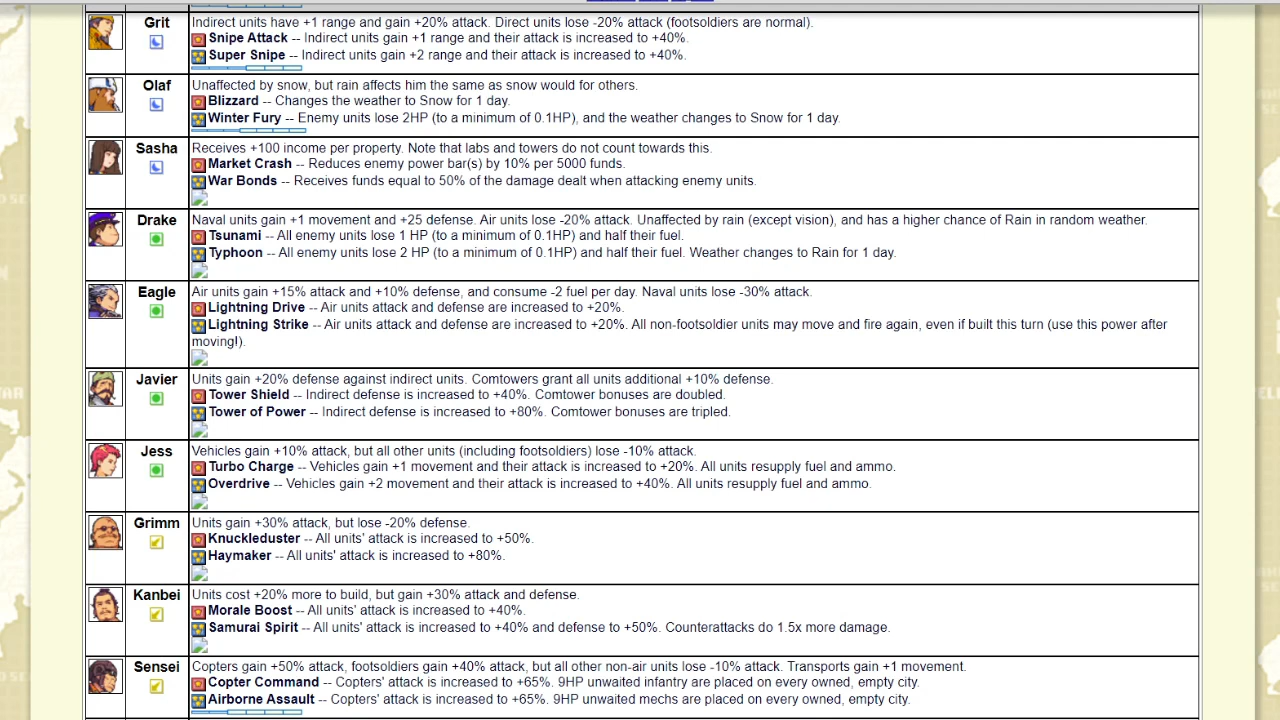 Grit
Indirect units have +1 range and gain +20% attack. Direct units lose -20% attack (footsoldiers are normal).
Snipe Attack -- Indirect units gain +1 range and their attack is increased to +40%.
Super Snipe -- Indirect units gain +2 range and their attack is increased to +40%.
Olaf
Unaffected by snow, but rain affects him the same as snow would for others.
Blizzard -- Changes the weather to Snow for 1 day.
Winter Fury -- Enemy units lose 2HP (to a minimum of 0.1HP), and the weather changes to Snow for 1 day.
Sasha
Receives +100 income per property. Note that labs and towers do not count towards this.
Market Crash -- Reduces enemy power bar(s) by 10% per 5000 funds.
War Bonds -- Receives funds equal to 50% of the damage dealt when attacking enemy units.
Drake
Naval units gain +1 movement and +25 defense. Air units lose -20% attack. Unaffected by rain (except vision), and has a higher chance of Rain in random weather.
Tsunami -- All enemy units lose 1 HP (to a minimum of 0.1HP) and half their fuel.
Typhoon -- All enemy units lose 2 HP (to a minimum of 0.1HP) and half their fuel. Weather changes to Rain for 1 day.
Eagle
Air units gain +15% attack and +10% defense, and consume -2 fuel per day. Naval units lose -30% attack.
Lightning Drive -- Air units attack and defense are increased to +20%.
Lightning Strike -- Air units attack and defense are increased to +20%. All non-footsoldier units may move and fire again, even if built this turn (use this power after
moving!).
Javier
Units gain +20% defense against indirect units. Comtowers grant all units additional +10% defense.
Tower Shield -- Indirect defense is increased to +40%. Comtower bonuses are doubled.
Tower of Power -- Indirect defense is increased to +80%. Comtower bonuses are tripled.
Jess
Vehicles gain +10% attack, but all other units (including footsoldiers) lose -10% attack.
Turbo Charge -- Vehicles gain +1 movement and their attack is increased to +20%. All units resupply fuel and ammo.
Overdrive -- Vehicles gain +2 movement and their attack is increased to +40%. All units resupply fuel and ammo.
Grimm
Units gain +30% attack, but lose -20% defense.
Knuckleduster -- All units' attack is increased to +50%.
Haymaker -- All units' attack is increased to +80%.
Kanbei
Units cost +20% more to build, but gain +30% attack and defense.
Morale Boost -- All units' attack is increased to +40%.
Samurai Spirit -- All units' attack is increased to +40% and defense to +50%. Counterattacks do 1.5x more damage.
Sensei
Copters gain +50% attack, footsoldiers gain +40% attack, but all other non-air units lose -10% attack. Transports gain +1 movement.
Copter Command -- Copters' attack is increased to +65%. 9HP unwaited infantry are placed on every owned, empty city.
Airborne Assault -- Copters' attack is increased to +65%. 9HP unwaited mechs are placed on every owned, empty city.